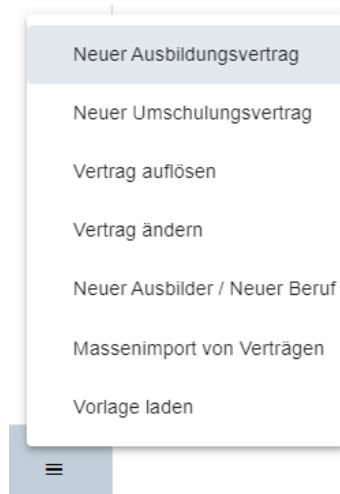 Neuer Ausbildungsvertrag
Neuer Umschulungsvertrag
Vertrag auflösen
Vertrag ändern
Neuer Ausbilder / Neuer Beruf
Massenimport von Verträgen
Vorlage laden